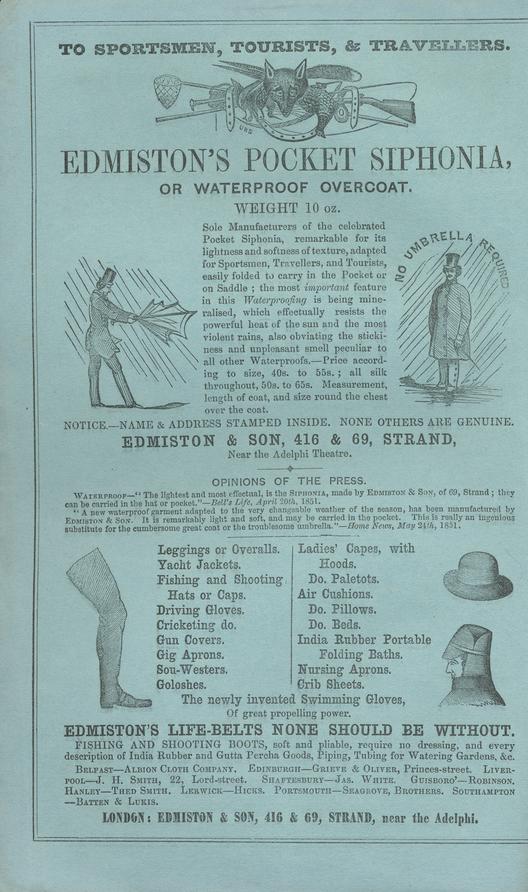 TO SPORTSMEN, TOURISTS, & TRAVELLERS.
EDMISTON'S POCKET SIPHONIA,
OR WATERPROOF OVERCOAT.
WEIGHT 10 oz.
Sole Manufacturers of the celebrated
Pocket Siphonia, remarkable for its
lightness and softness of texture, adapted
for Sportsmen, Travellers, and Tourists,
easily folded to carry in the Pocket or
on Saddle; the most important feature
in this Waterproofing is being mine-
ralised, which effectually resists the
powerful heat of the sun and the most
violent rains, also obviating the sticki-
ness and unpleasant smell peculiar to
all other Waterproofs.—Price accord-
ing to size, 40s. to 55s.; all silk
throughout, 50s. to 65s. Measurement,
length of coat, and size round the chest
over the coat.
NO UMBRELLA REQUIRED
NOTICE.—NAME & ADDRESS STAMPED INSIDE. NONE OTHERS ARE GENUINE.
EDMISTON & SON, 416 & 69, STRAND,
Near the Adelphi Theatre.
OPINIONS OF THE PRESS.
WATERPROOF—"The lightest and most effectual, is the SIPHONIA, made by EDMISTON & SON, of 69, Strand; they
can be carried in the hat or pocket."—Bell's Life, April 20th, 1851.
"A new waterproof garment adapted to the very changeable weather of the season, has been manufactured by
EDMISTON & SON. It is remarkably light and soft, and may be carried in the pocket. This is really an ingenious
substitute for the cumbersome great coat or the troublesome umbrella."—Home News, May 24th, 1851.
Leggings or Overalls.
Yacht Jackets.
Fishing and Shooting
Hats or Caps.
Driving Gloves.
Cricketing do.
Gun Covers.
Gig Aprons.
Sou-Westers.
Goloshes.
Ladies' Capes, with
Hoods.
Do. Paletots.
Air Cushions.
Do. Pillows.
Do. Beds.
India Rubber Portable
Folding Baths.
Nursing Aprons.
Crib Sheets.
The newly invented Swimming Gloves,
Of great propelling power.
EDMISTON'S LIFE-BELTS NONE SHOULD BE WITHOUT.
FISHING AND SHOOTING BOOTS, soft and pliable, require no dressing, and every
description of India Rubber and Gutta Percha Goods, Piping, Tubing for Watering Gardens, &c.
BELFAST—ALBION CLOTH COMPANY. EDINBURGH—GRIEVE & OLIVER, Princes-street. LIVER-
POOL—J. H. SMITH, 22, Lord-street. SHAFTESBURY—JAS. WHITE. GUISBORO'—ROBINSON.
HANLEY—THED SMITH. LERWICK—HICKS. PORTSMOUTH—SEAGROVE, BROTHERS. SOUTHAMPTON
—BATTEN & LUKIS.
LONDON: EDMISTON & SON, 416 & 69, STRAND, near the Adelphi.